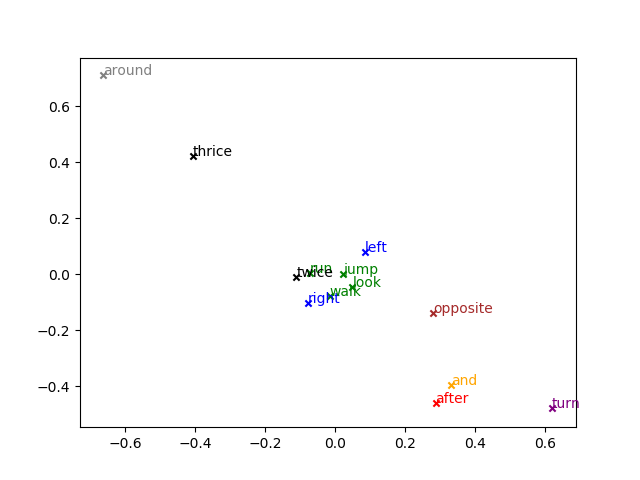 around
0.6
thrice
0.4
0.2
left
run
twice
jump
0.0
look
walk
right
opposite
−0.2
and
−0.4
after
turn
−0.6
−0.4
−0.2
0.0
0.2
0.4
0.6